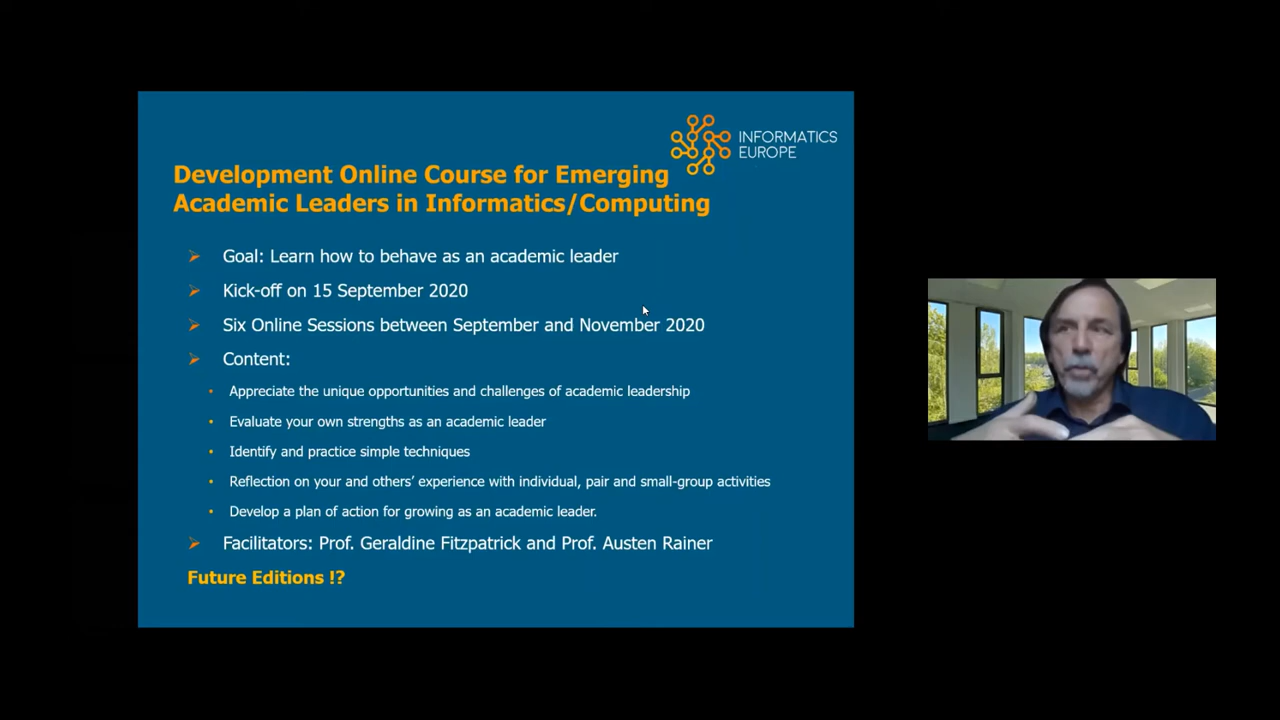 INFORMATICS
EUROPE
Development Online Course for Emerging
Academic Leaders in Informatics/Computing
Goal: Learn how to behave as an academic leader
Kick-off on 15 September 2020
Six Online Sessions between September and November 2020
Content:
Appreciate the unique opportunities and challenges of academic leadership
Evaluate your own strengths as an academic leader
Identify and practice simple techniques
Reflection on your and others’ experience with individual, pair and small-group activities
Develop a plan of action for growing as an academic leader.
Facilitators: Prof. Geraldine Fitzpatrick and Prof. Austen Rainer
Future Editions !?